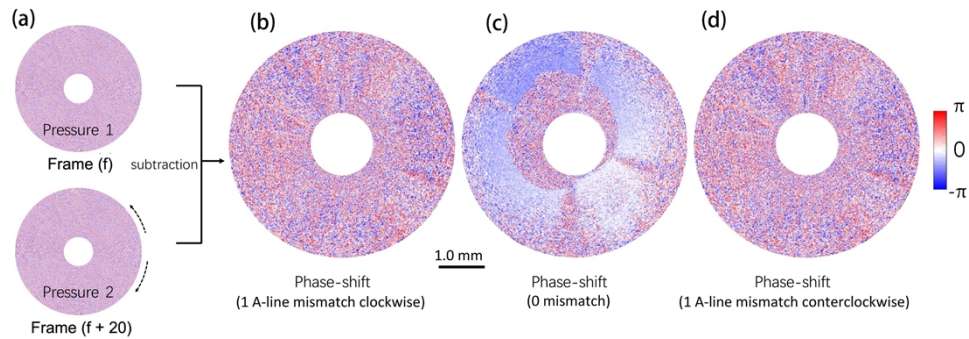 (a)
(b)
(c)
(d)
Pressure 1
Frame (f)
subtraction
Pressure 2
Frame (f + 20)
1.0 mm
Phase-shift
(1 A-line mismatch clockwise)
Phase-shift
(0 mismatch)
Phase-shift
(1 A-line mismatch conterclockwise)
π
0
-π